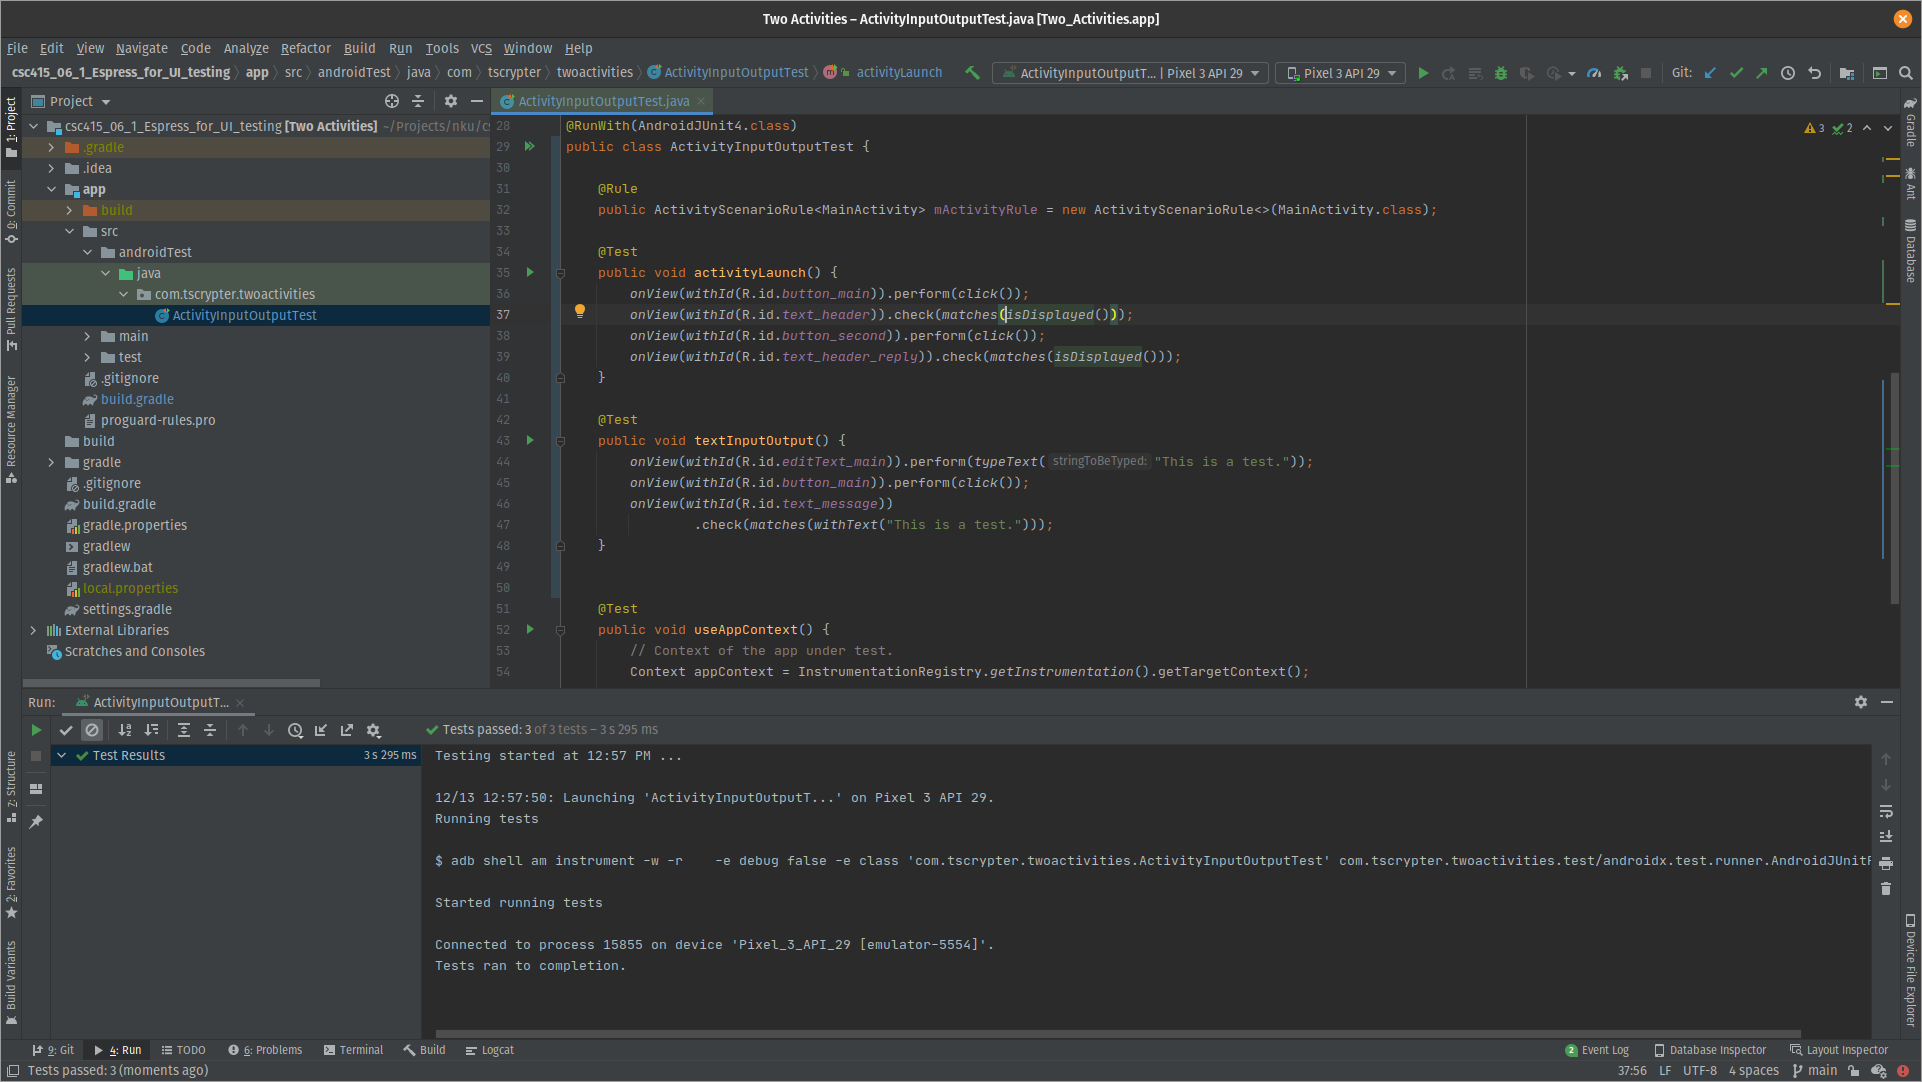 Two Activities – ActivityInputOutputTest.java [Two_Activities.app]
File Edit View Navigate Code Analyze Refactor Build Run Tools VCS Window Help
csc415_06_1_Espress_for_UI_testing app src androidTest java com tscrypter twoactivities ActivityInputOutputTest activityLaunch ActivityInputOutputT... | Pixel 3 API 29 Pixel 3 API 29 Git:
Project
ActivityInputOutputTest.java
1: Project
0: Commit
Pull Requests
Resource Manager
Z: Structure
2: Favorites
Build Variants
csc415_06_1_Espress_for_UI_testing [Two Activities] ~/Projects/nku/c
.gradle
.idea
app
build
src
androidTest
java
com.tscrypter.twoactivities
ActivityInputOutputTest
main
test
.gitignore
build.gradle
proguard-rules.pro
build
gradle
.gitignore
build.gradle
gradle.properties
gradlew
gradlew.bat
local.properties
settings.gradle
External Libraries
Scratches and Consoles
3 2
28 @RunWith(AndroidJUnit4.class)
29 public class ActivityInputOutputTest {
30
31 @Rule
32 public ActivityScenarioRule<MainActivity> mActivityRule = new ActivityScenarioRule<>(MainActivity.class);
33
34 @Test
35 public void activityLaunch() {
36 onView(withId(R.id.button_main)).perform(click());
37 onView(withId(R.id.text_header)).check(matches(isDisplayed()));
38 onView(withId(R.id.button_second)).perform(click());
39 onView(withId(R.id.text_header_reply)).check(matches(isDisplayed()));
40 }
41
42 @Test
43 public void textInputOutput() {
44 onView(withId(R.id.editText_main)).perform(typeText( stringToBeTyped: "This is a test."));
45 onView(withId(R.id.button_main)).perform(click());
46 onView(withId(R.id.text_message))
47 .check(matches(withText("This is a test.")));
48 }
49
50
51 @Test
52 public void useAppContext() {
53 // Context of the app under test.
54 Context appContext = InstrumentationRegistry.getInstrumentation().getTargetContext();
Gradle
Ant
Database
Device File Explorer
Run: ActivityInputOutputT...
Tests passed: 3 of 3 tests – 3 s 295 ms
Test Results 3 s 295 ms
Testing started at 12:57 PM ...
12/13 12:57:50: Launching 'ActivityInputOutputT...' on Pixel 3 API 29.
Running tests
$ adb shell am instrument -w -r -e debug false -e class 'com.tscrypter.twoactivities.ActivityInputOutputTest' com.tscrypter.twoactivities.test/androidx.test.runner.AndroidJUnit
Started running tests
Connected to process 15855 on device 'Pixel_3_API_29 [emulator-5554]'.
Tests ran to completion.
9: Git 4: Run TODO 6: Problems Terminal Build Logcat 2 Event Log Database Inspector Layout Inspector
Tests passed: 3 (moments ago) 37:56 LF UTF-8 4 spaces main